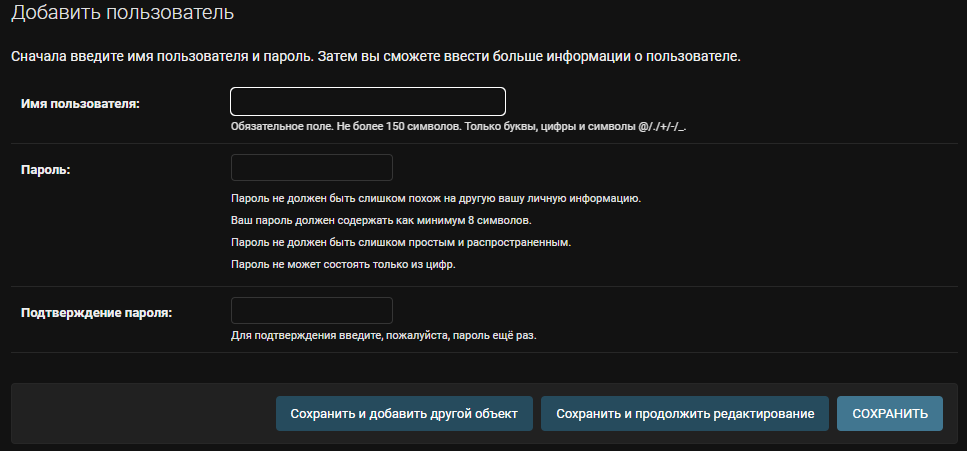 Добавить пользователь
Сначала введите имя пользователя и пароль. Затем вы сможете ввести больше информации о пользователе.
Имя пользователя:
Обязательное поле. Не более 150 символов. Только буквы, цифры и символы @/./+/-/_.
Пароль:
Пароль не должен быть слишком похож на другую вашу личную информацию.
Ваш пароль должен содержать как минимум 8 символов.
Пароль не должен быть слишком простым и распространенным.
Пароль не может состоять только из цифр.
Подтверждение пароля:
Для подтверждения введите, пожалуйста, пароль ещё раз.
Сохранить и добавить другой объект Сохранить и продолжить редактирование СОХРАНИТЬ